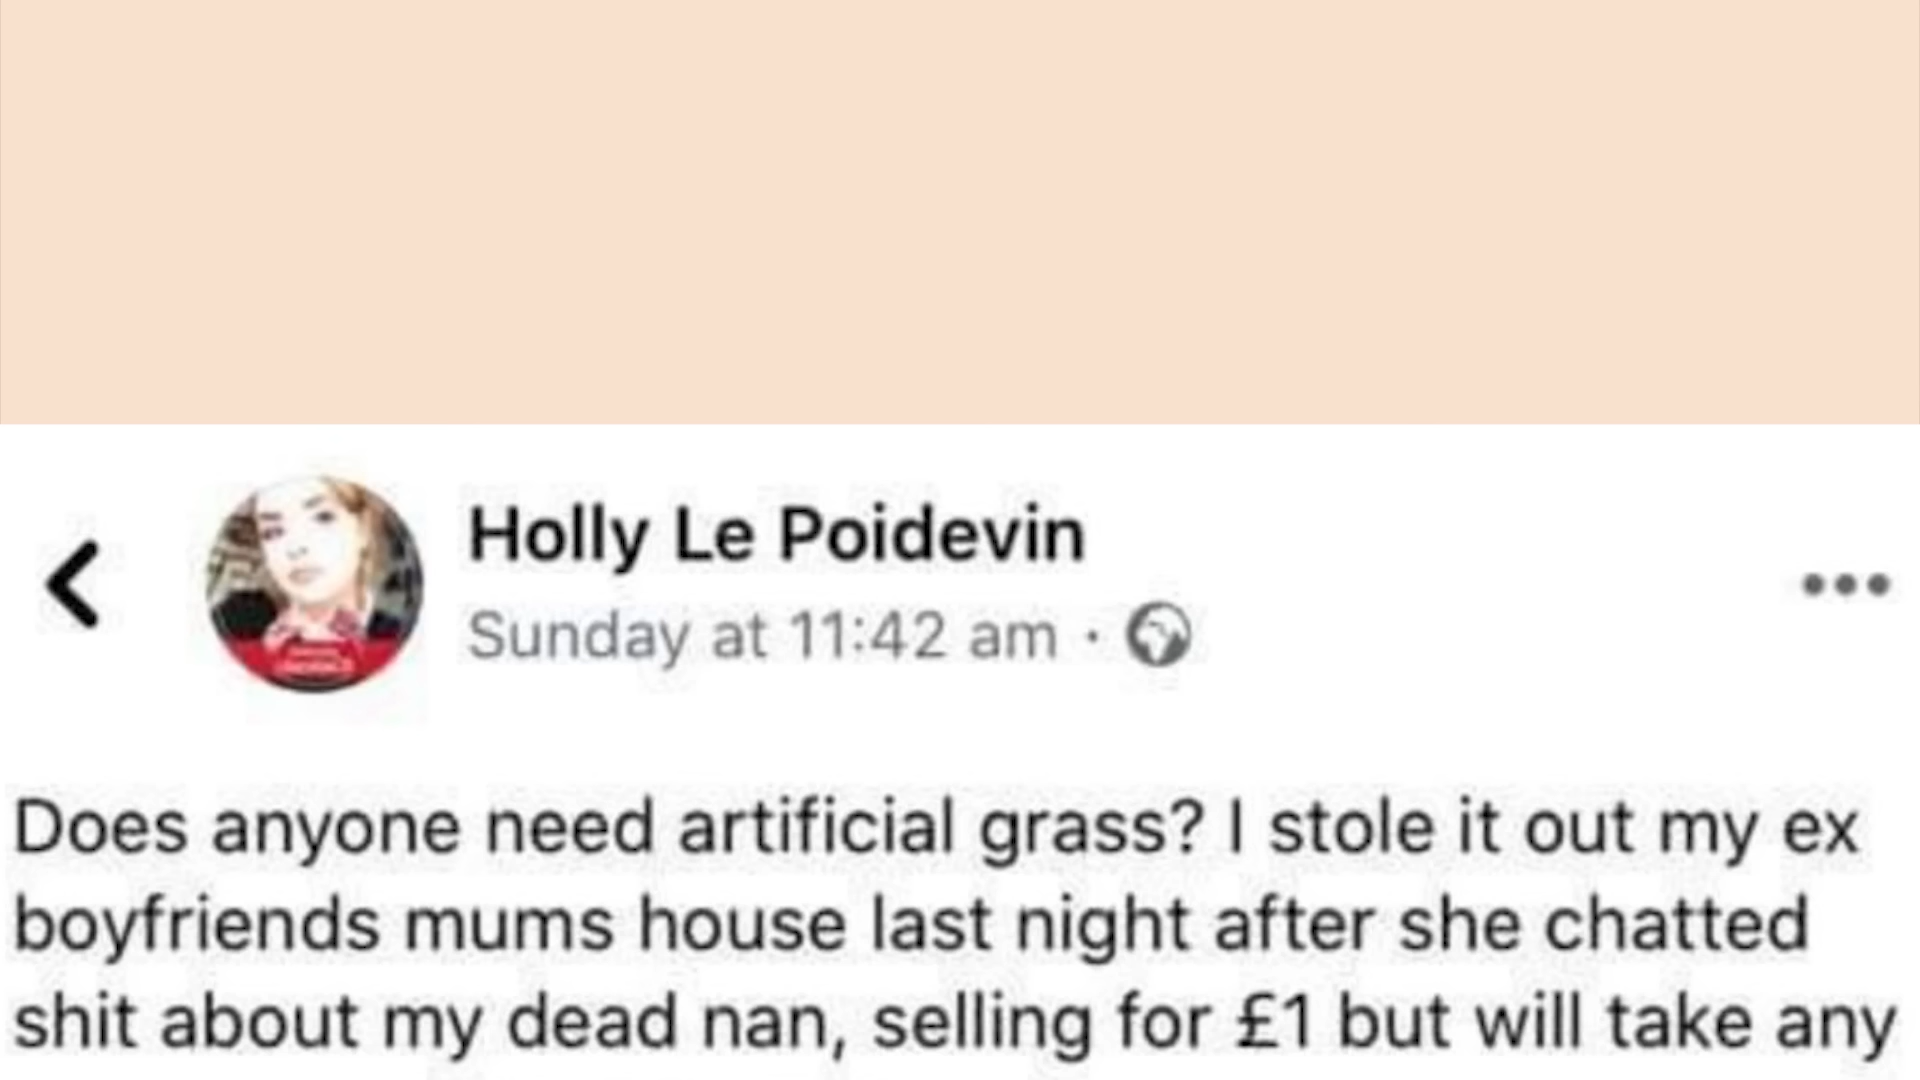 Holly Le Poidevin
Sunday at 11:42 am ·
Does anyone need artificial grass? I stole it out my ex
boyfriends mums house last night after she chatted
shit about my dead nan, selling for £1 but will take any